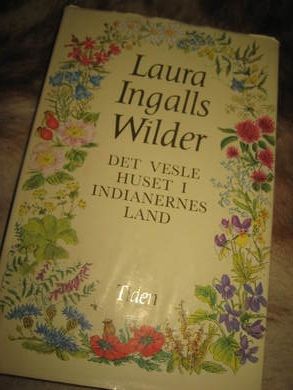 Laura
Ingalls
Wilder
DET VESLE
HUSET I
INDIANERNES
LAND
Tiden